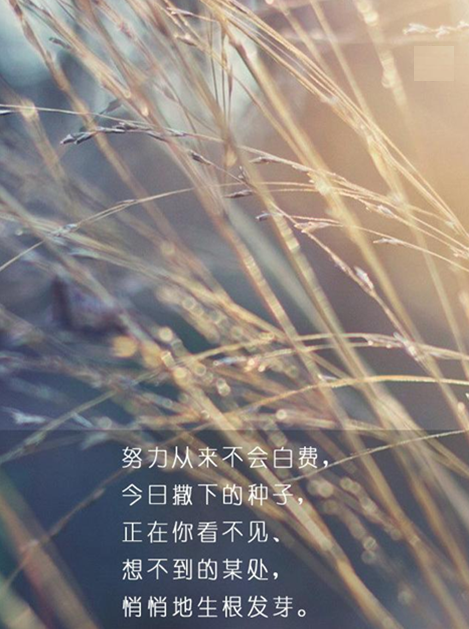 努力从来不会白费，
今日撒下的种子，
正在你看不见、
想不到的某处，
悄悄地生根发芽。